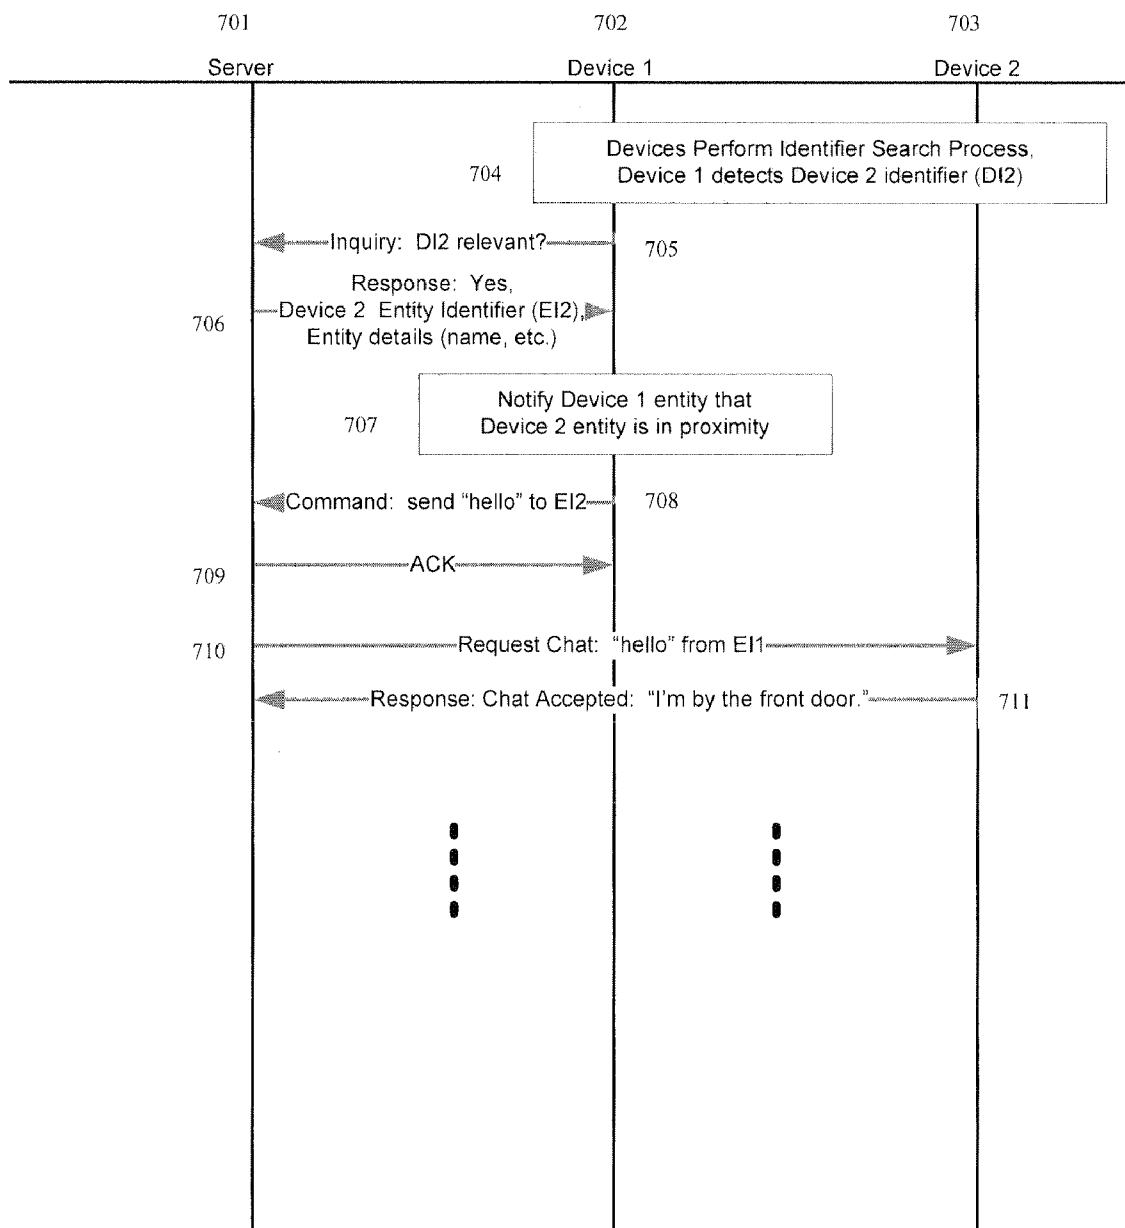 701 702 703
Server Device 1 Device 2
Devices Perform Identifier Search Process,
704 Device 1 detects Device 2 identifier (DI2)
Inquiry: DI2 relevant? 705
Response: Yes,
Device 2 Entity Identifier (EI2),
706
Entity details (name, etc.)
Notify Device 1 entity that
707 Device 2 entity is in proximity
Command: send “hello” to EI2 708
ACK
709
710 Request Chat: “hello” from EI1
Response: Chat Accepted: “I’m by the front door.” 711